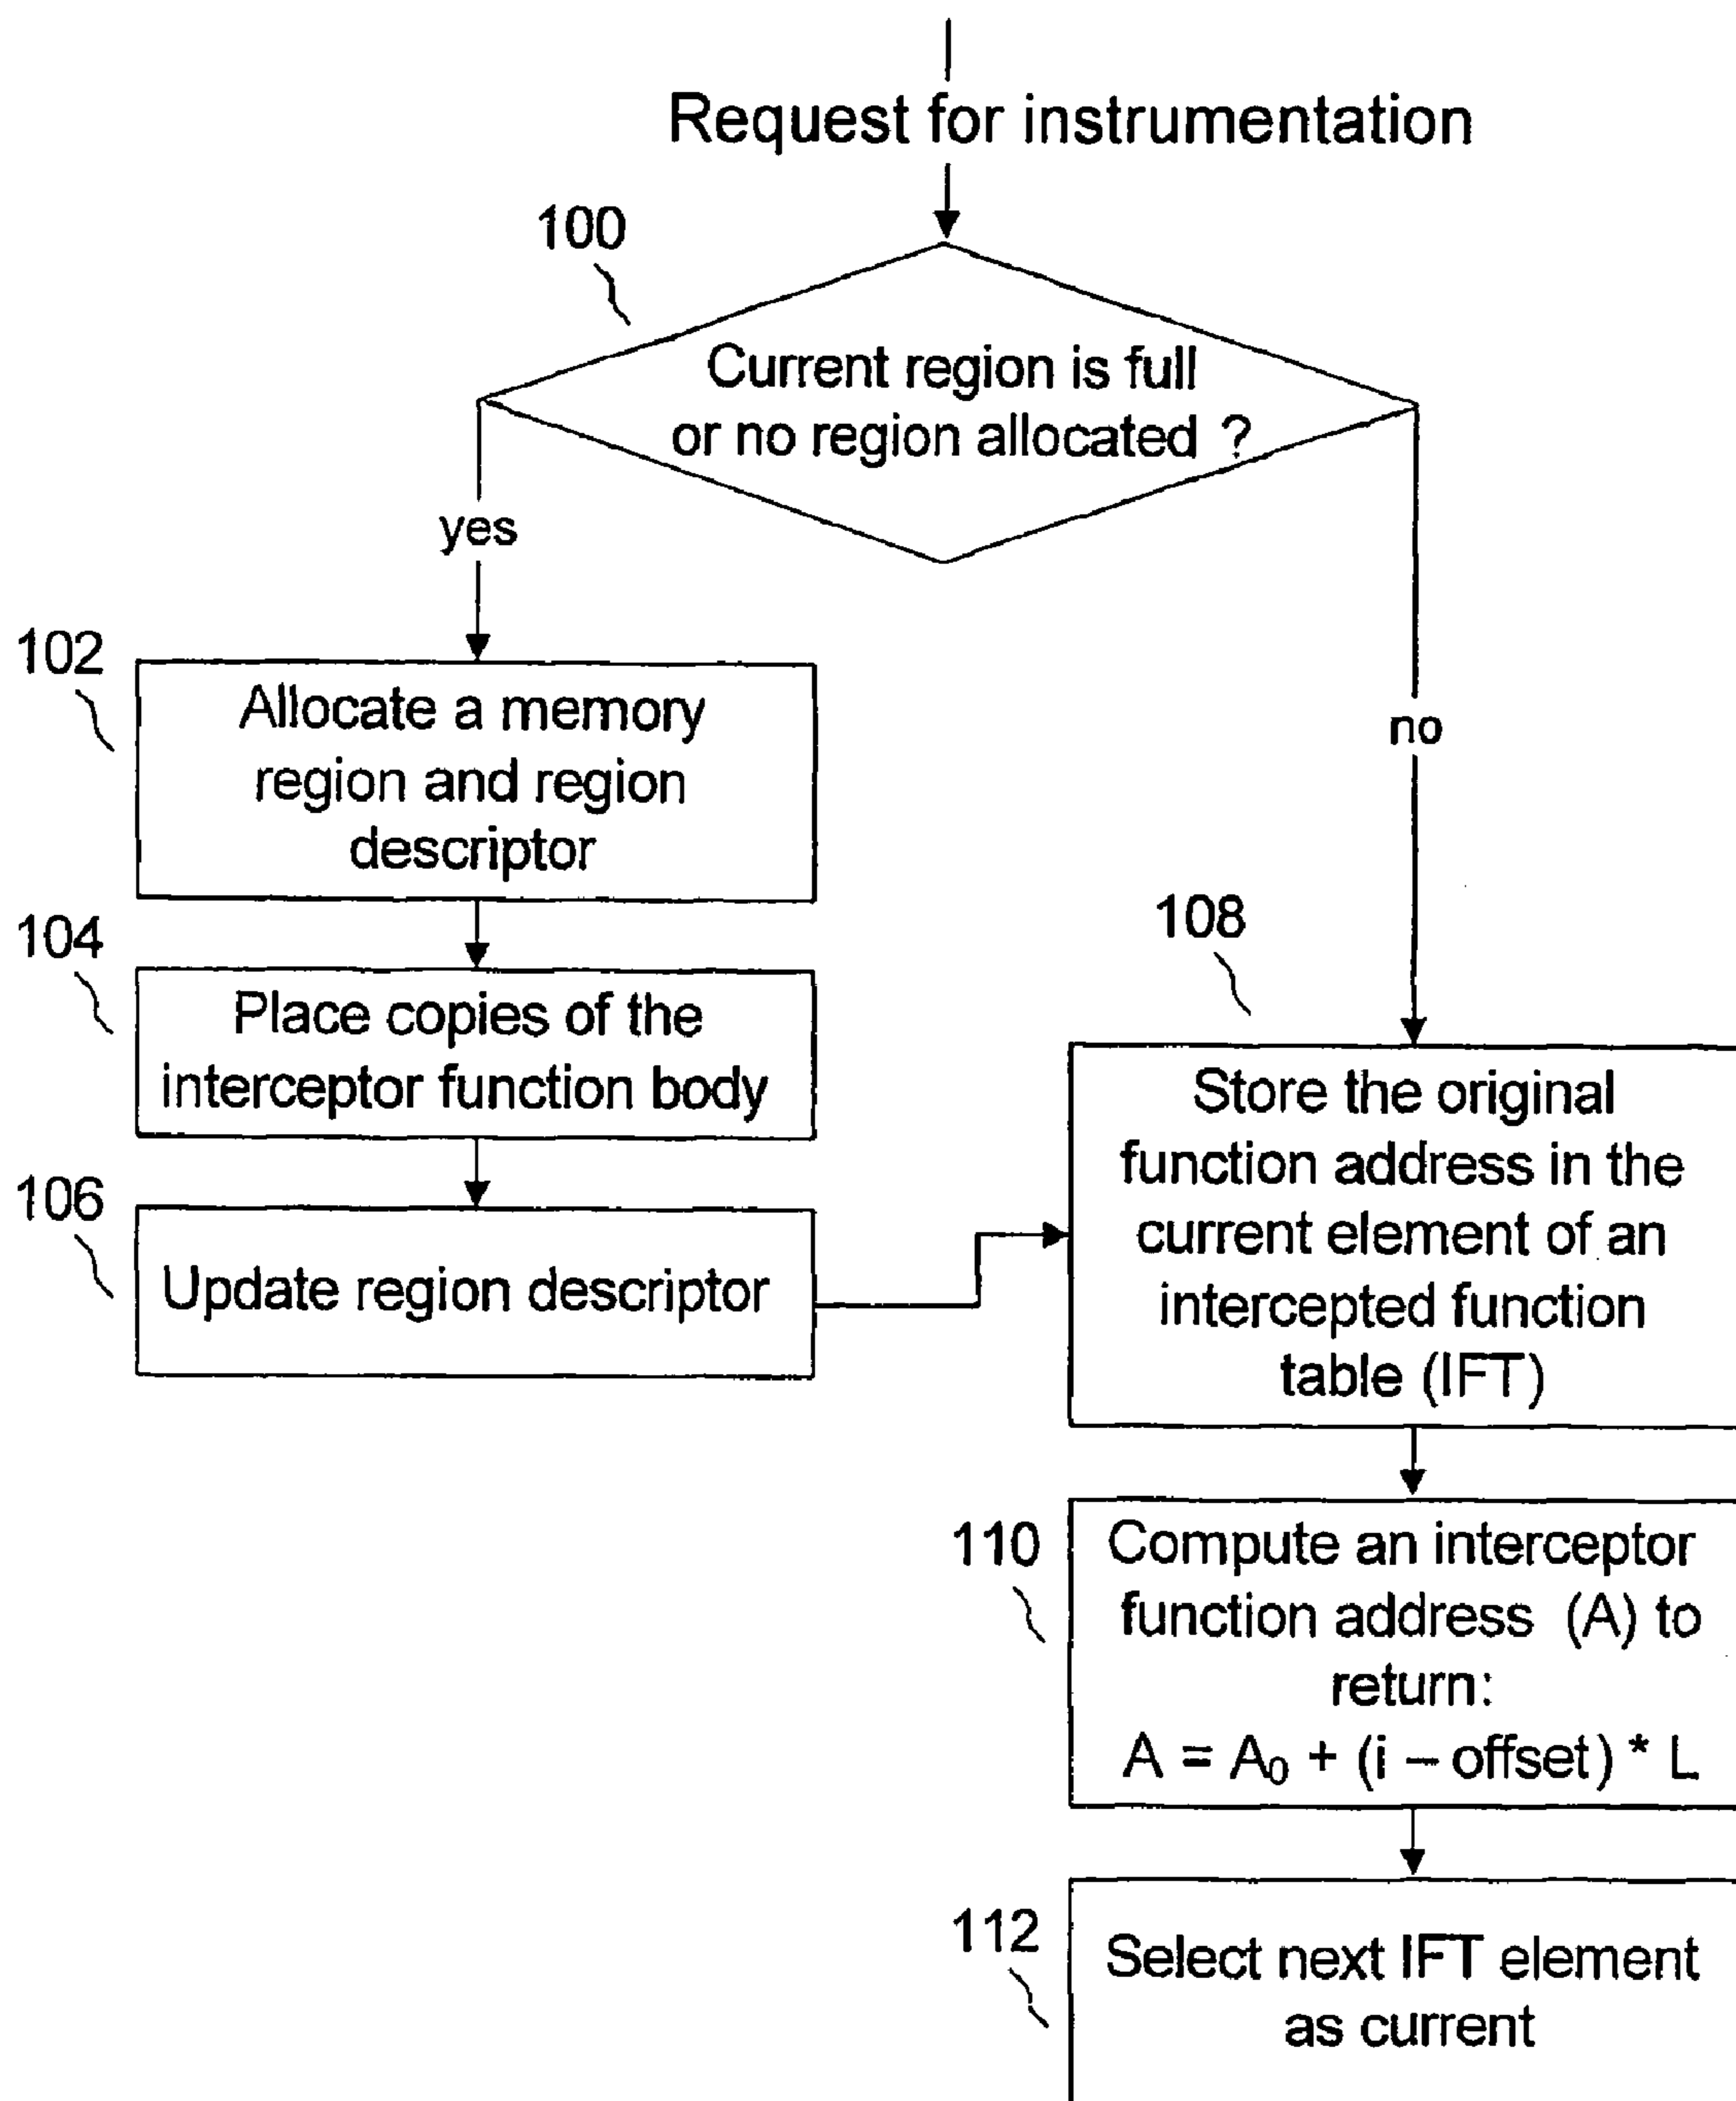 Request for instrumentation
100
Current region is full
or no region allocated ?
yes
no
102
Allocate a memory
region and region
descriptor
104
Place copies of the
interceptor function body
106
Update region descriptor
108
Store the original
function address in the
current element of an
intercepted function
table (IFT)
110
Compute an interceptor
function address (A) to
return:
A = A₀ + (i – offset) * L
112
Select next IFT element
as current